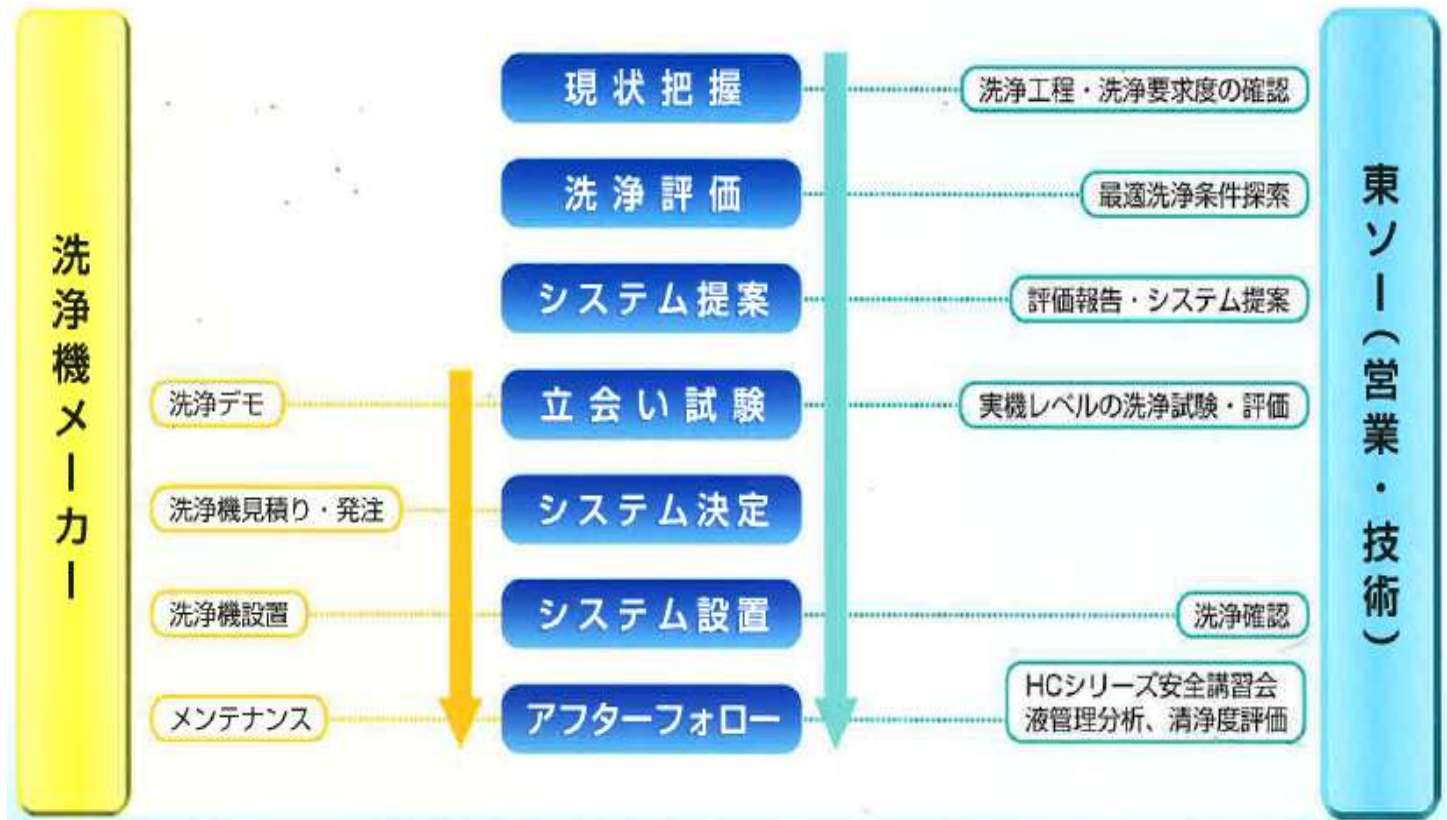 洗浄機メーカー
現状把握
洗浄工程・洗浄要求度の確認
洗浄評価
最適洗浄条件探索
システム提案
評価報告・システム提案
洗浄デモ
立会い試験
実機レベルの洗浄試験・評価
洗浄機見積り・発注
システム決定
洗浄機設置
システム設置
洗浄確認
メンテナンス
アフターフォロー
HCシリーズ安全講習会
液管理分析、清浄度評価
東ソー(営業・技術)